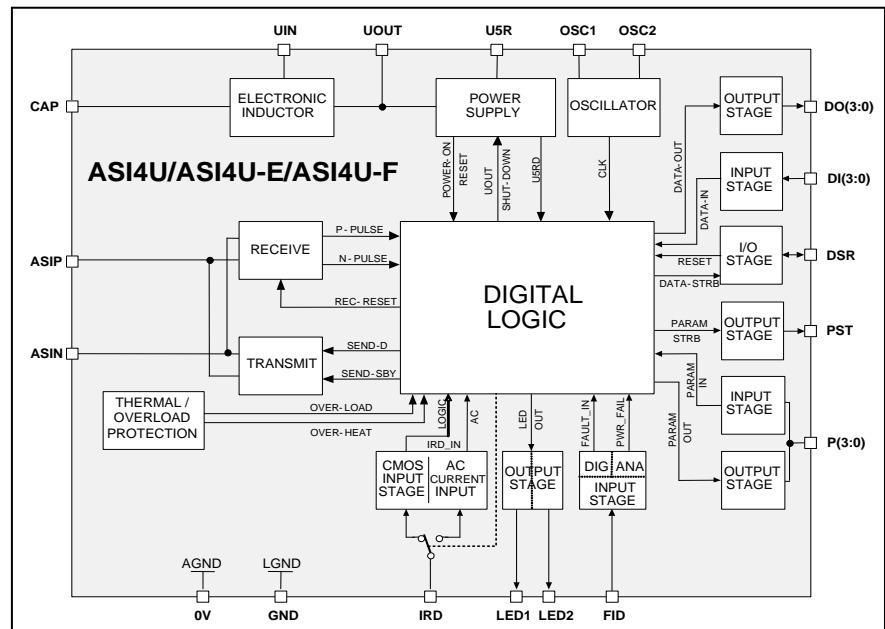 UIN
UOUT
U5R
OSC1
OSC2
CAP
ELECTRONIC
INDUCTOR
POWER
SUPPLY
OSCILLATOR
OUTPUT
STAGE
DO(3:0)
ASI4U/ASI4U-E/ASI4U-F
POWER-ON
RESET
UOUT
SHUT-DOWN
U5RD
CLK
DATA-OUT
DATA-IN
INPUT
STAGE
DI(3:0)
ASIP
RECEIVE
P-PULSE
N-PULSE
REC-RESET
DIGITAL
LOGIC
RESET
DATA-STRB
I/O
STAGE
DSR
ASIN
TRANSMIT
SEND-D
SEND-SBY
PARAM
STRB
OUTPUT
STAGE
PST
PARAM
IN
INPUT
STAGE
THERMAL /
OVERLOAD
PROTECTION
OVER-LOAD
OVER-HEAT
LOGIC
IRD_IN
AC
LED
OUT
FAULT_IN
PWR_FAIL
PARAM
OUT
P(3:0)
CMOS
INPUT
STAGE
AC
CURRENT
INPUT
OUTPUT
STAGE
DIG
ANA
INPUT
STAGE
OUTPUT
STAGE
AGND
LGND
0V
GND
IRD
LED1
LED2
FID